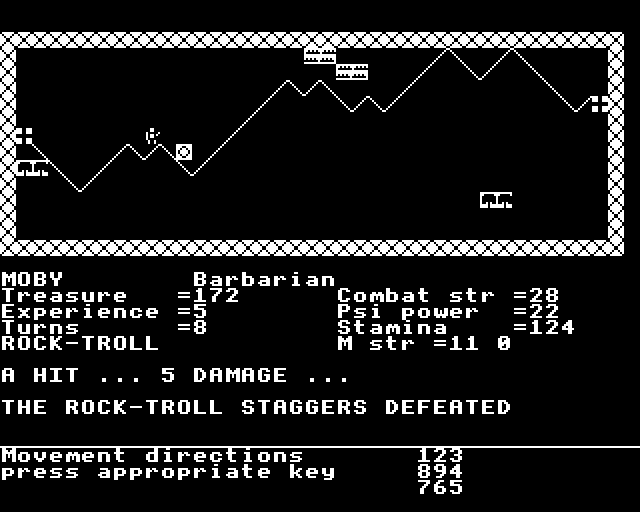 MOBY Barbarian
Treasure =172 Combat str =28
Experience =5 Psi power =22
Turns =8 Stamina =124
ROCK-TROLL M str =11 0
A HIT ... 5 DAMAGE ...
THE ROCK-TROLL STAGGERS DEFEATED
Movement directions 123
press appropriate key 894
765